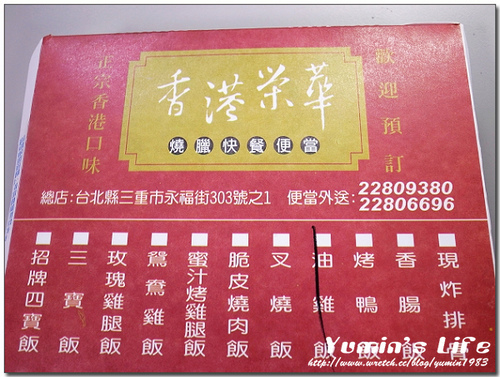 歡迎預訂
香港榮華
正宗香港口味
燒臘快餐便當
總店:台北縣三重市永福街303號之1 便當外送:22809380
22806696
現炸排骨
香腸飯
烤鴨飯
油雞飯
叉燒飯
脆皮燒肉飯
蜜汁烤雞腿飯
鴛鴦雞飯
玫瑰雞腿飯
三寶飯
招牌四寶飯
Yumin's Life
http://www.wretch.cc/blog/yumin1983